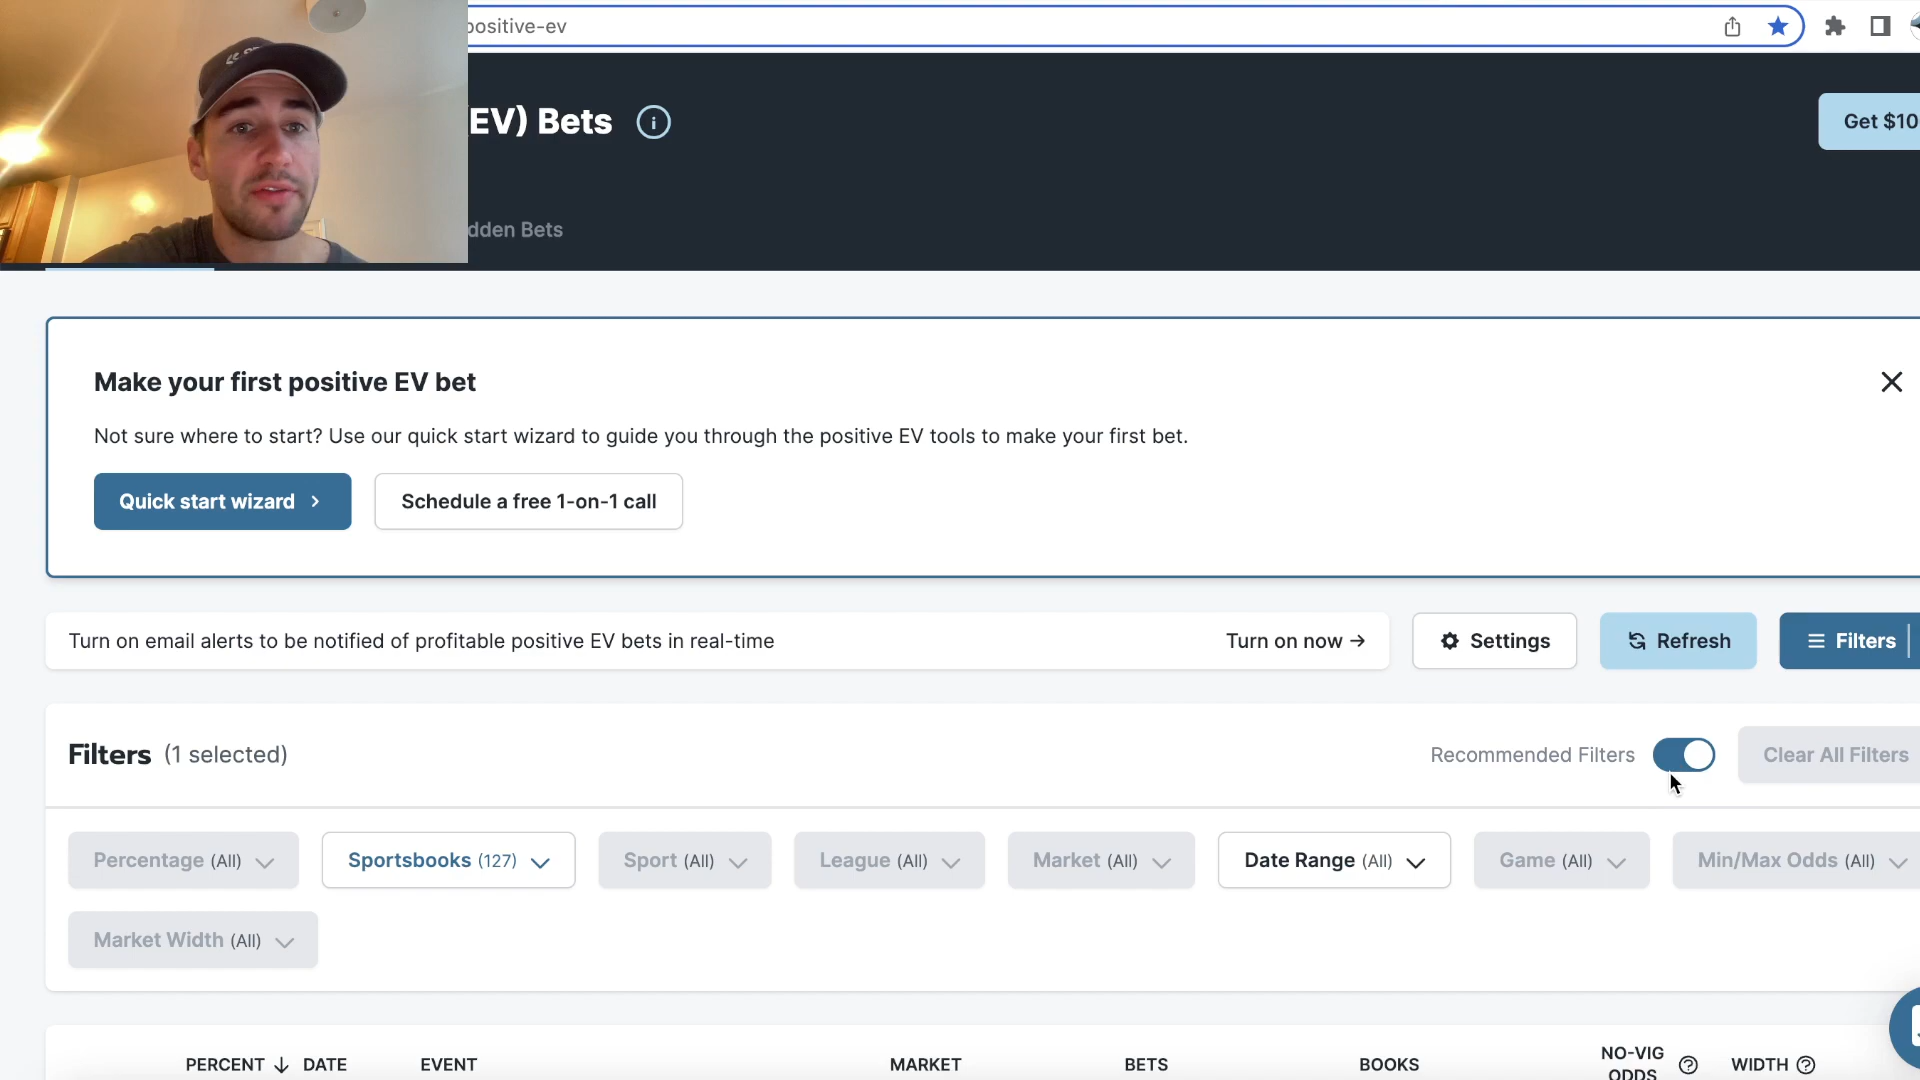 positive-ev
(EV) Bets
Get $10
dden Bets
Make your first positive EV bet
Not sure where to start? Use our quick start wizard to guide you through the positive EV tools to make your first bet.
Quick start wizard
Schedule a free 1-on-1 call
Turn on email alerts to be notified of profitable positive EV bets in real-time
Turn on now →
Settings
Refresh
Filters
Filters (1 selected)
Recommended Filters
Clear All Filters
Percentage (All)
Sportsbooks (127)
Sport (All)
League (All)
Market (All)
Date Range (All)
Game (All)
Min/Max Odds (All)
Market Width (All)
PERCENT ↓ DATE EVENT MARKET BETS BOOKS NO-VIG ODDS WIDTH